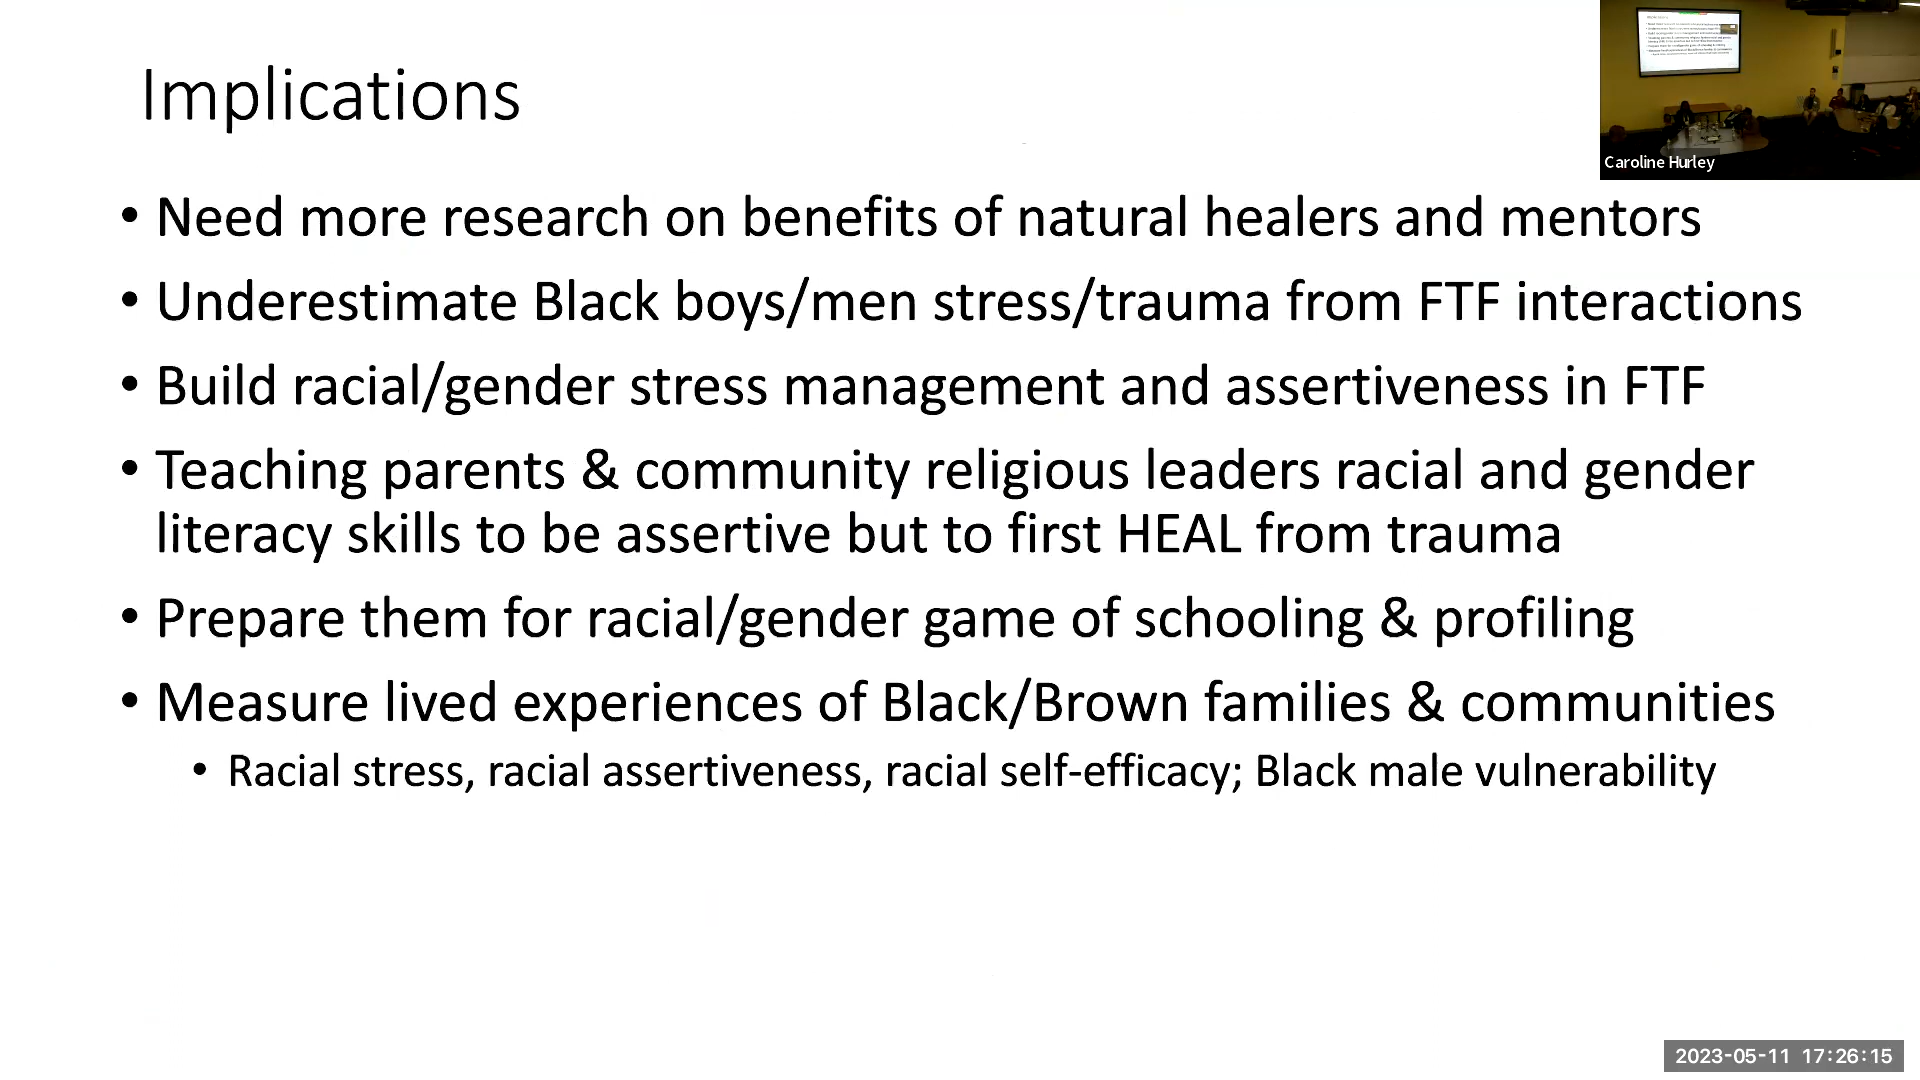 Implications
Caroline Hurley
• Need more research on benefits of natural healers and mentors
• Underestimate Black boys/men stress/trauma from FTF interactions
• Build racial/gender stress management and assertiveness in FTF
• Teaching parents & community religious leaders racial and gender
literacy skills to be assertive but to first HEAL from trauma
• Prepare them for racial/gender game of schooling & profiling
• Measure lived experiences of Black/Brown families & communities
• Racial stress, racial assertiveness, racial self-efficacy; Black male vulnerability
2023-05-11 17:26:15